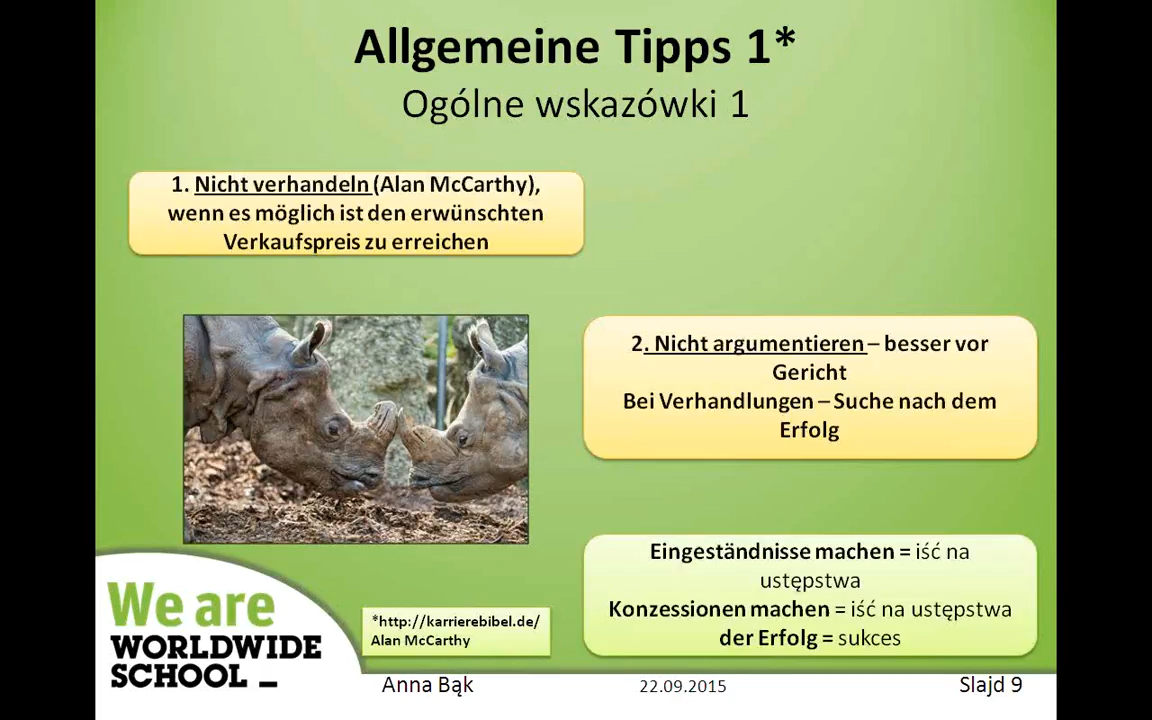 Allgemeine Tipps 1*
Ogólne wskazówki 1
1. Nicht verhandeln (Alan McCarthy),
wenn es möglich ist den erwünschten
Verkaufspreis zu erreichen
2. Nicht argumentieren – besser vor
Gericht
Bei Verhandlungen – Suche nach dem
Erfolg
Eingeständnisse machen = iść na
ustępstwa
Konzessionen machen = iść na ustępstwa
der Erfolg = sukces
*http://karrierebibel.de/
Alan McCarthy
We are
WORLDWIDE
SCHOOL _
Anna Bąk
22.09.2015
Slajd 9